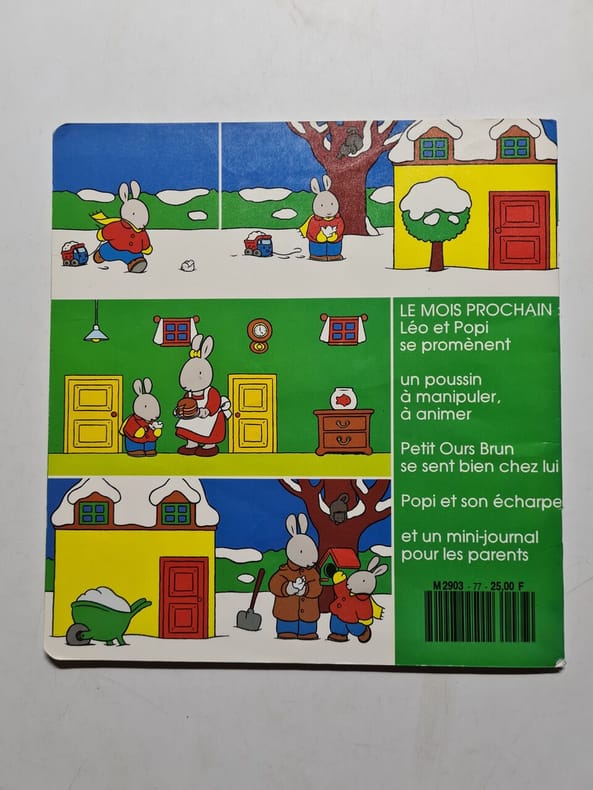 LE MOIS PROCHAIN :
Léo et Popi
se promènent
un poussin
à manipuler,
à animer
Petit Ours Brun
se sent bien chez lui
Popi et son écharpe
et un mini-journal
pour les parents
M 2903 - 77 - 25,00 F